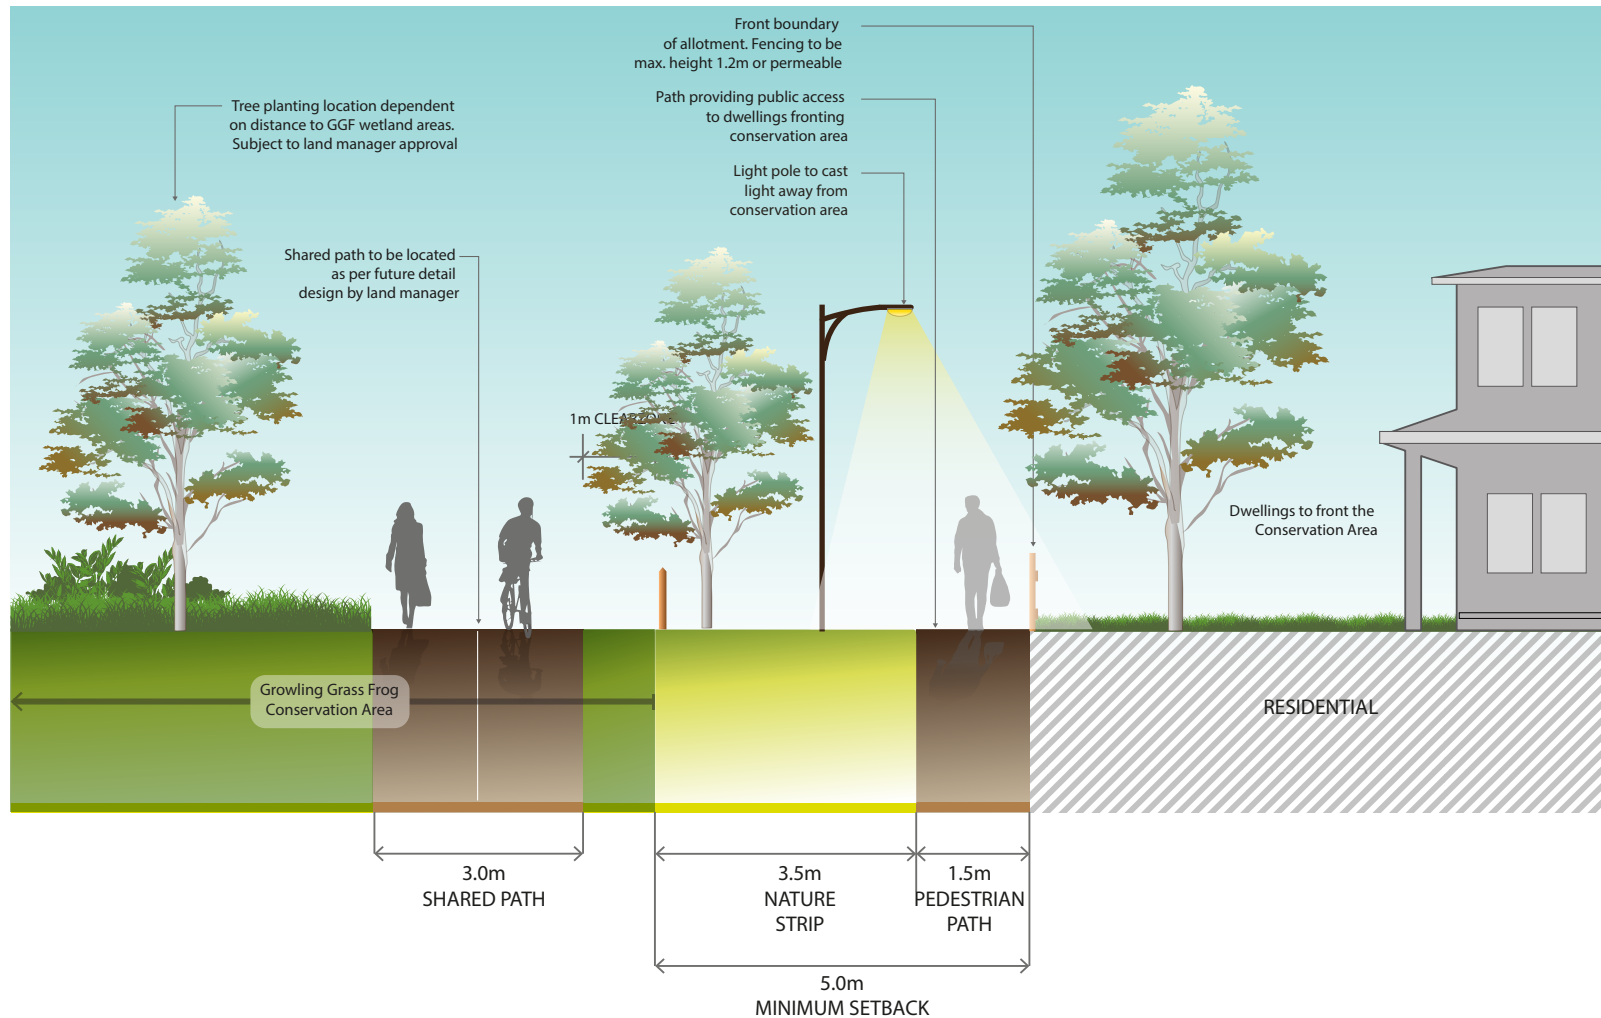 Front boundary
of allotment. Fencing to be
max. height 1.2m or permeable
Tree planting location dependent
on distance to GGF wetland areas.
Subject to land manager approval
Path providing public access
to dwellings fronting
conservation area
Light pole to cast
light away from
conservation area
Shared path to be located
as per future detail
design by land manager
1m CLEARZONE
Dwellings to front the
Conservation Area
Growling Grass Frog
Conservation Area
RESIDENTIAL
3.0m
SHARED PATH
3.5m
NATURE
STRIP
1.5m
PEDESTRIAN
PATH
5.0m
MINIMUM SETBACK